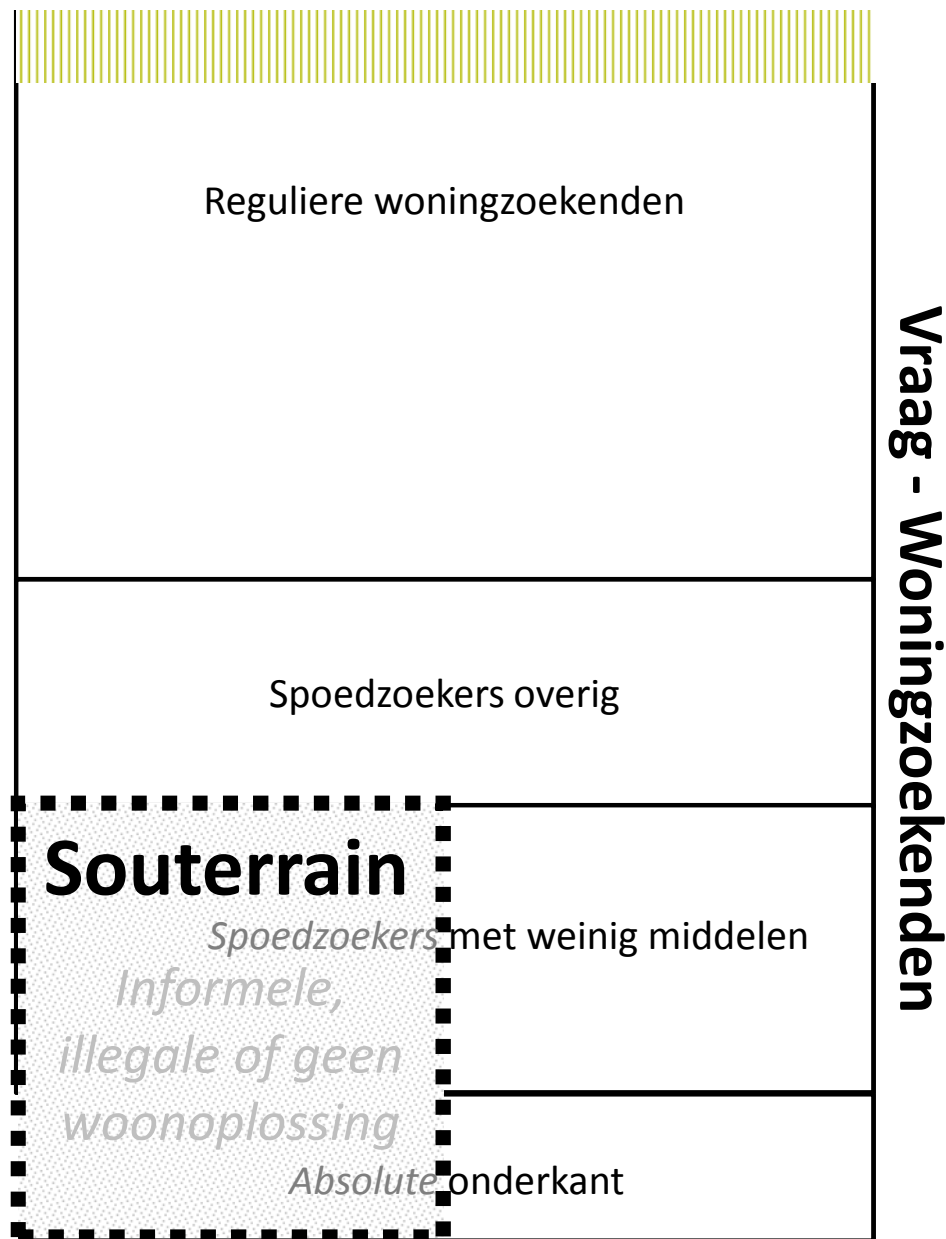 Reguliere woningzoekenden
Spoedzoekers overig
Souterrain
Spoedzoekers met weinig middelen
Informele,
illegale of geen
woonoplossing
Absolute onderkant
Vraag - Woningzoekenden